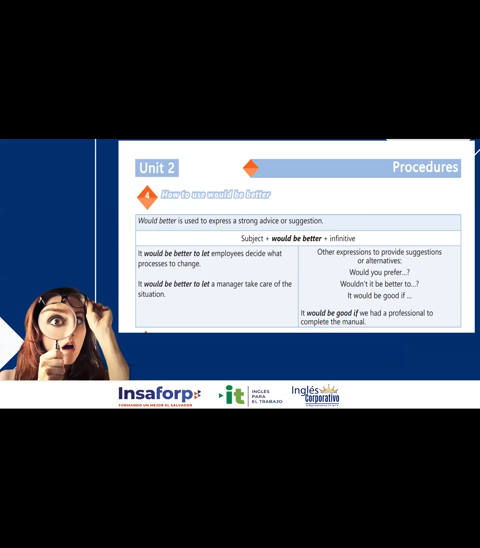 Unit 2
Procedures
4 How to use would be better
Would better is used to express a strong advice or suggestion.
Subject + would be better + infinitive
It would be better to let employees decide what
processes to change.
It would be better to let a manager take care of the
situation.
Other expressions to provide suggestions
or alternatives:
Would you prefer...?
Wouldn't it be better to...?
It would be good if ...
It would be good if we had a professional to
complete the manual.
Insaforp
FORMANDO UN MEJOR EL SALVADOR
it
INGLÉS
PARA
EL TRABAJO
Inglés
Corporativo